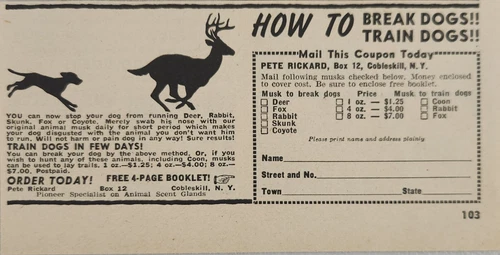 HOW TO BREAK DOGS!!
TRAIN DOGS!!
Mail This Coupon Today
PETE RICKARD, Box 12, Cobleskill, N. Y.
Mail following musks checked below. Money enclosed
to cover cost. Be sure to enclose free booklet.
Musk to break dogs Price Musk to train dogs
Deer 1 oz. — $1.25 Coon
Fox 4 oz. — $4.00 Rabbit
Rabbit 8 oz. — $7.00 Fox
Skunk
Coyote
Please print name and address plainly
Name
Street and No.
Town State
YOU can now stop your dog from running Deer, Rabbit,
Skunk, Fox or Coyote. Merely swab his nose with our
original animal musk daily for short period which makes
your dog disgusted with the animal you don't want him
to run. Will not harm or pain dog in any way! Sure results!
TRAIN DOGS IN FEW DAYS!
You can break your dog by the above method, Or, if you
wish to hunt any of these animals, including Coon, musks
can be used to lay trails. 1 oz.—$1.25; 4 oz.—$4.00; 8 oz.—
$7.00, Postpaid.
ORDER TODAY! FREE 4-PAGE BOOKLET!
Pete Rickard Box 12 Cobleskill, N. Y.
Pioneer Specialist on Animal Scent Glands
103